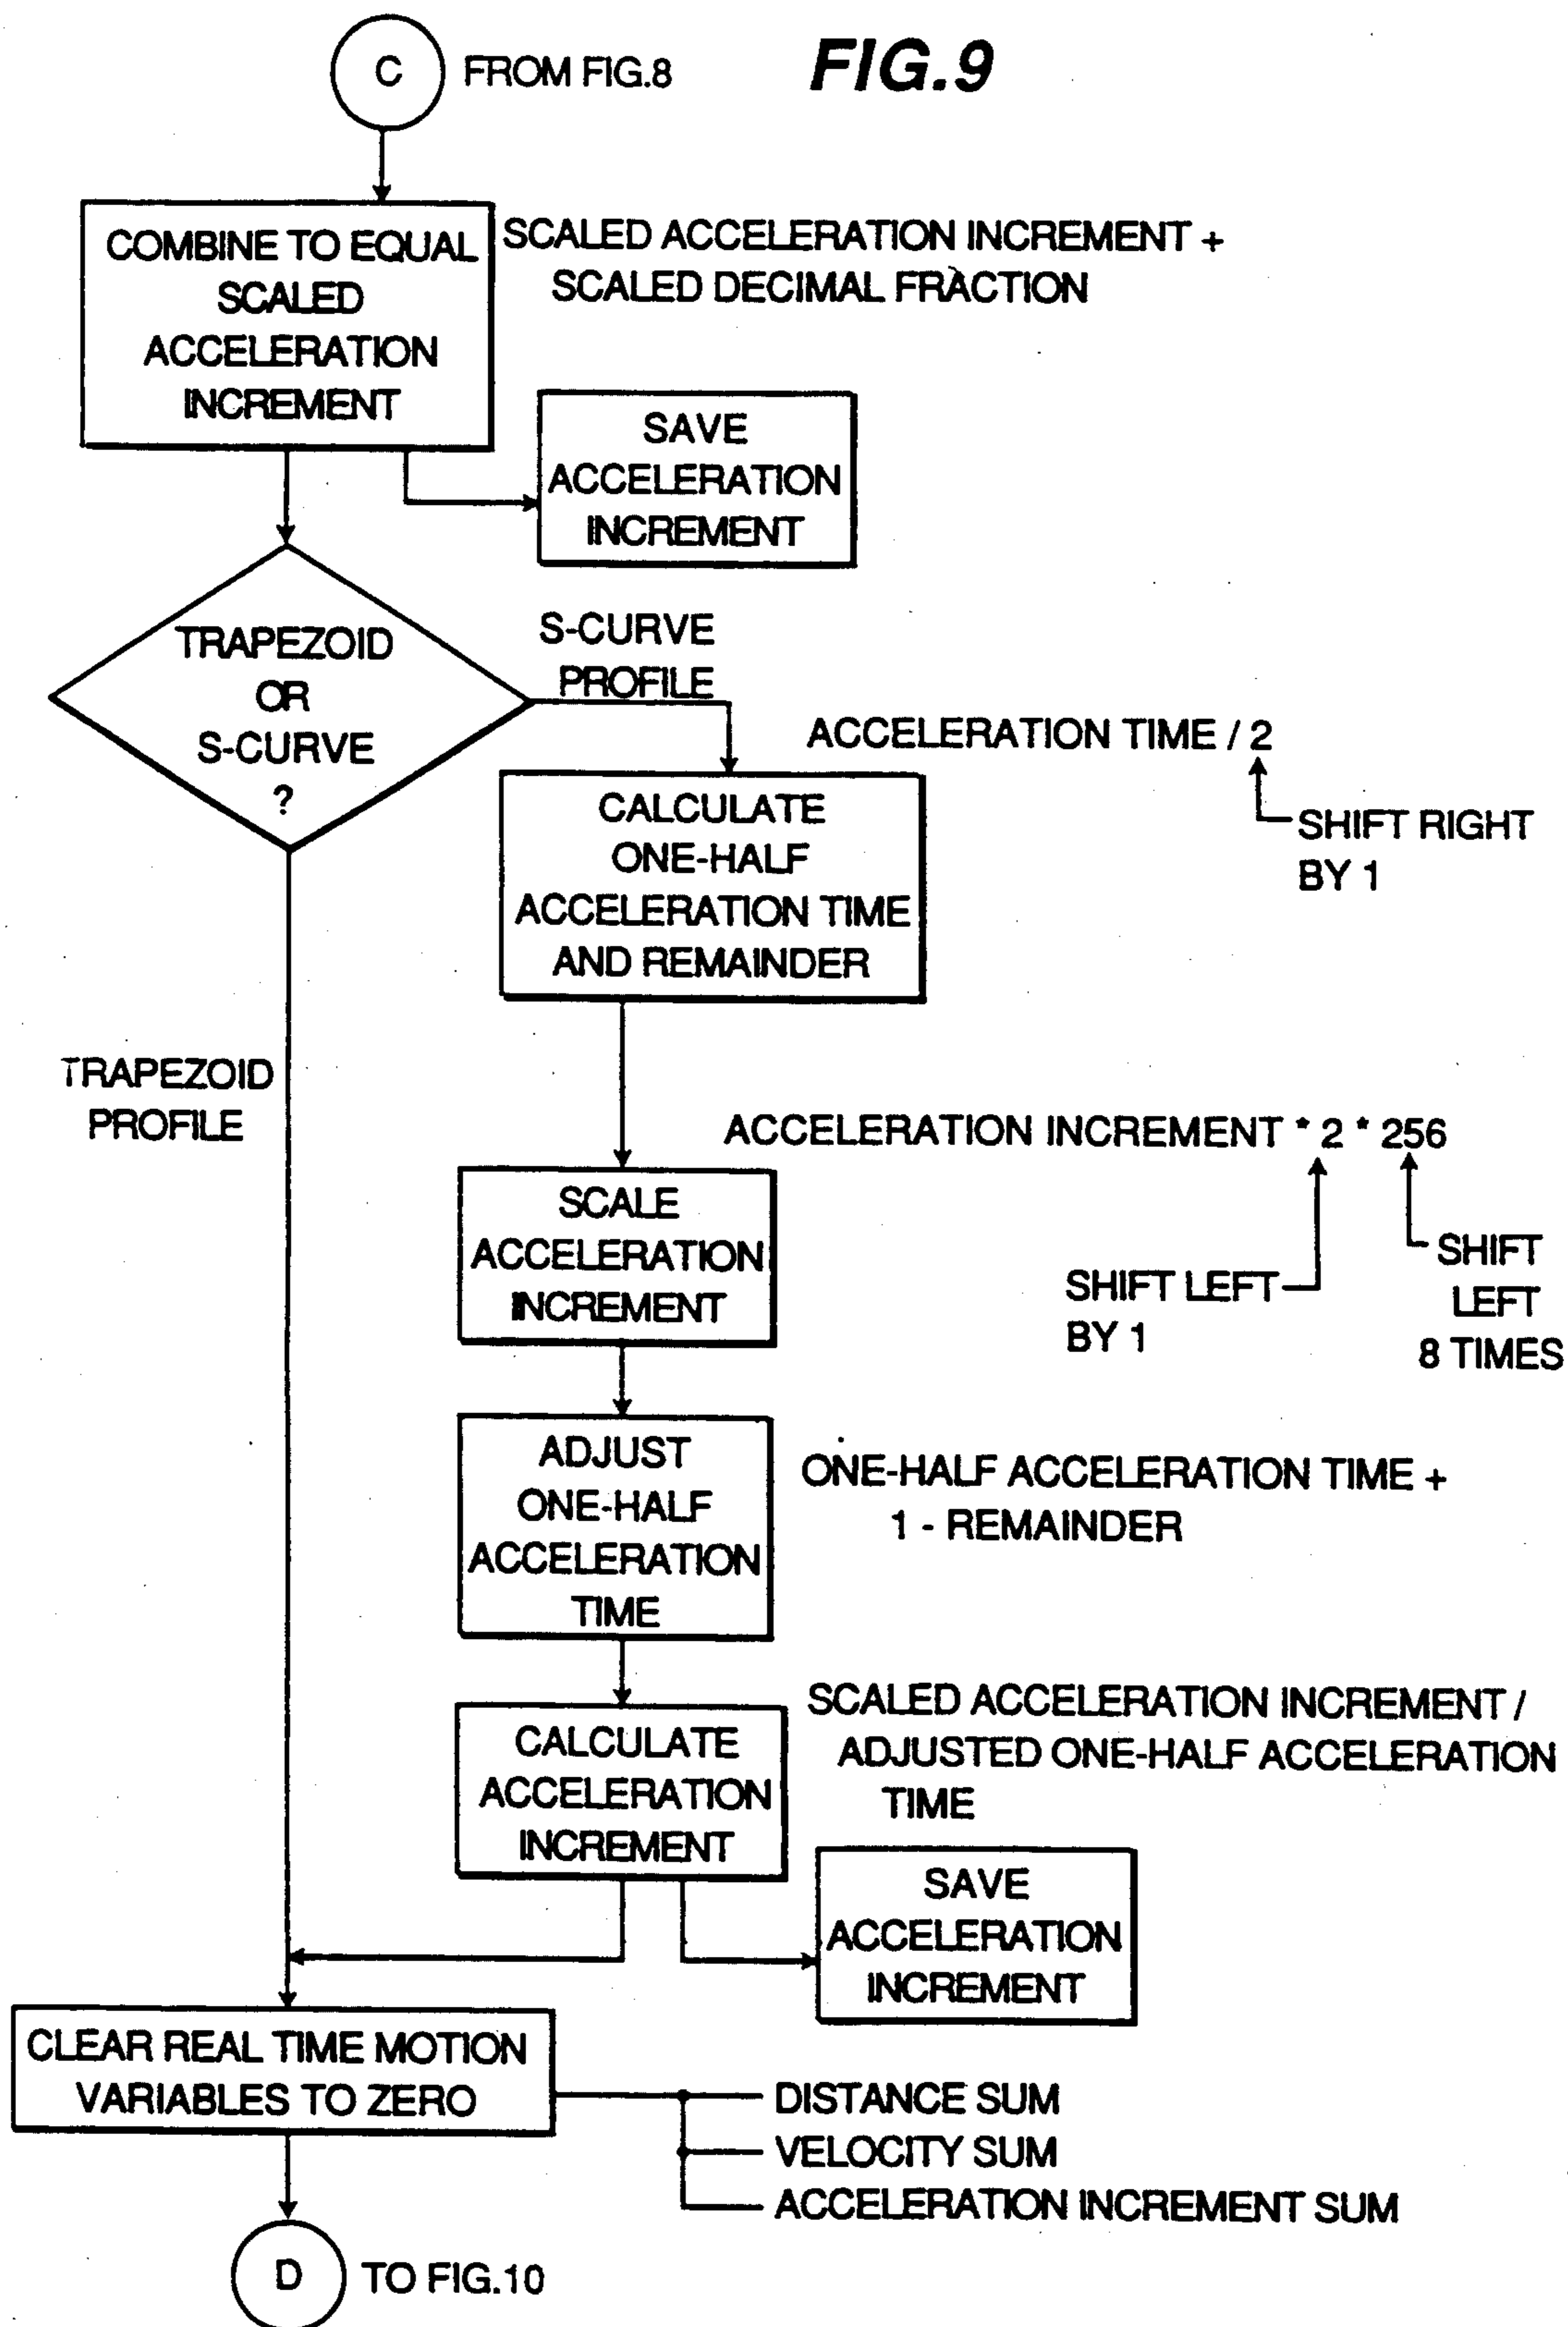 C FROM FIG.8
FIG.9
COMBINE TO EQUAL
SCALED
ACCELERATION
INCREMENT
SCALED ACCELERATION INCREMENT +
SCALED DECIMAL FRACTION
SAVE
ACCELERATION
INCREMENT
TRAPEZOID
OR
S-CURVE
?
S-CURVE
PROFILE
ACCELERATION TIME / 2
SHIFT RIGHT
BY 1
CALCULATE
ONE-HALF
ACCELERATION TIME
AND REMAINDER
TRAPEZOID
PROFILE
ACCELERATION INCREMENT * 2 * 256
SHIFT LEFT
BY 1
SHIFT
LEFT
8 TIMES
SCALE
ACCELERATION
INCREMENT
ADJUST
ONE-HALF
ACCELERATION
TIME
ONE-HALF ACCELERATION TIME +
1 - REMAINDER
CALCULATE
ACCELERATION
INCREMENT
SCALED ACCELERATION INCREMENT /
ADJUSTED ONE-HALF ACCELERATION
TIME
SAVE
ACCELERATION
INCREMENT
CLEAR REAL TIME MOTION
VARIABLES TO ZERO
DISTANCE SUM
VELOCITY SUM
ACCELERATION INCREMENT SUM
D TO FIG.10